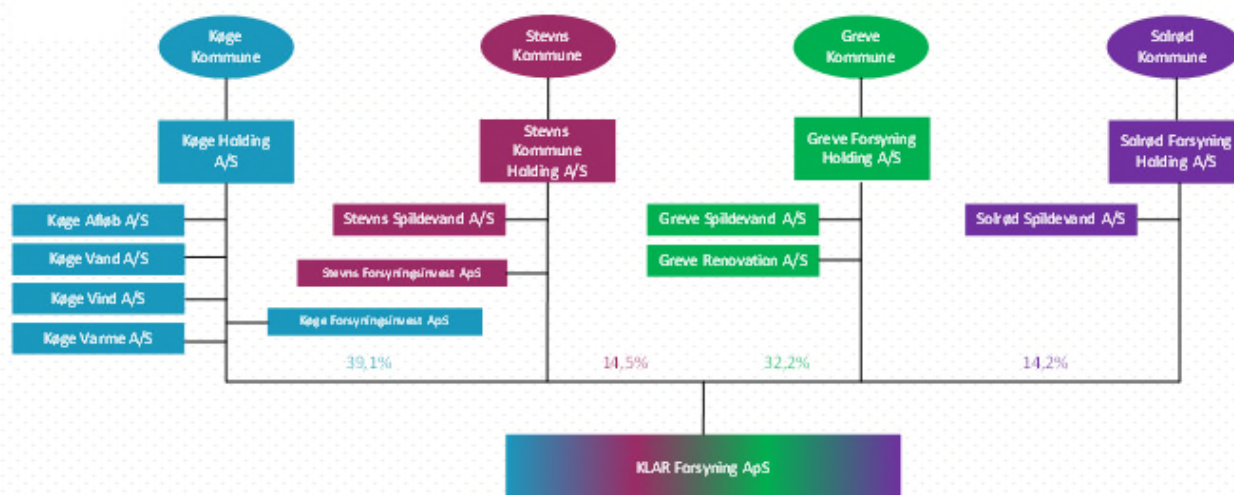 Køge
Kommune
Stevns
Kommune
Greve
Kommune
Solrød
Kommune
Køge Holding
A/S
Stevns
Kommune
Holding A/S
Greve Forsyning
Holding A/S
Solrød Forsyning
Holding A/S
Køge Afløb A/S
Stevns Spildevand A/S
Greve Spildevand A/S
Solrød Spildevand A/S
Køge Vand A/S
Greve Renovation A/S
Stevns Forsyningsinvest ApS
Køge Vind A/S
Køge Forsyningsinvest ApS
Køge Varme A/S
39,1%
14,5%
32,2%
14,2%
KLAR Forsyning ApS